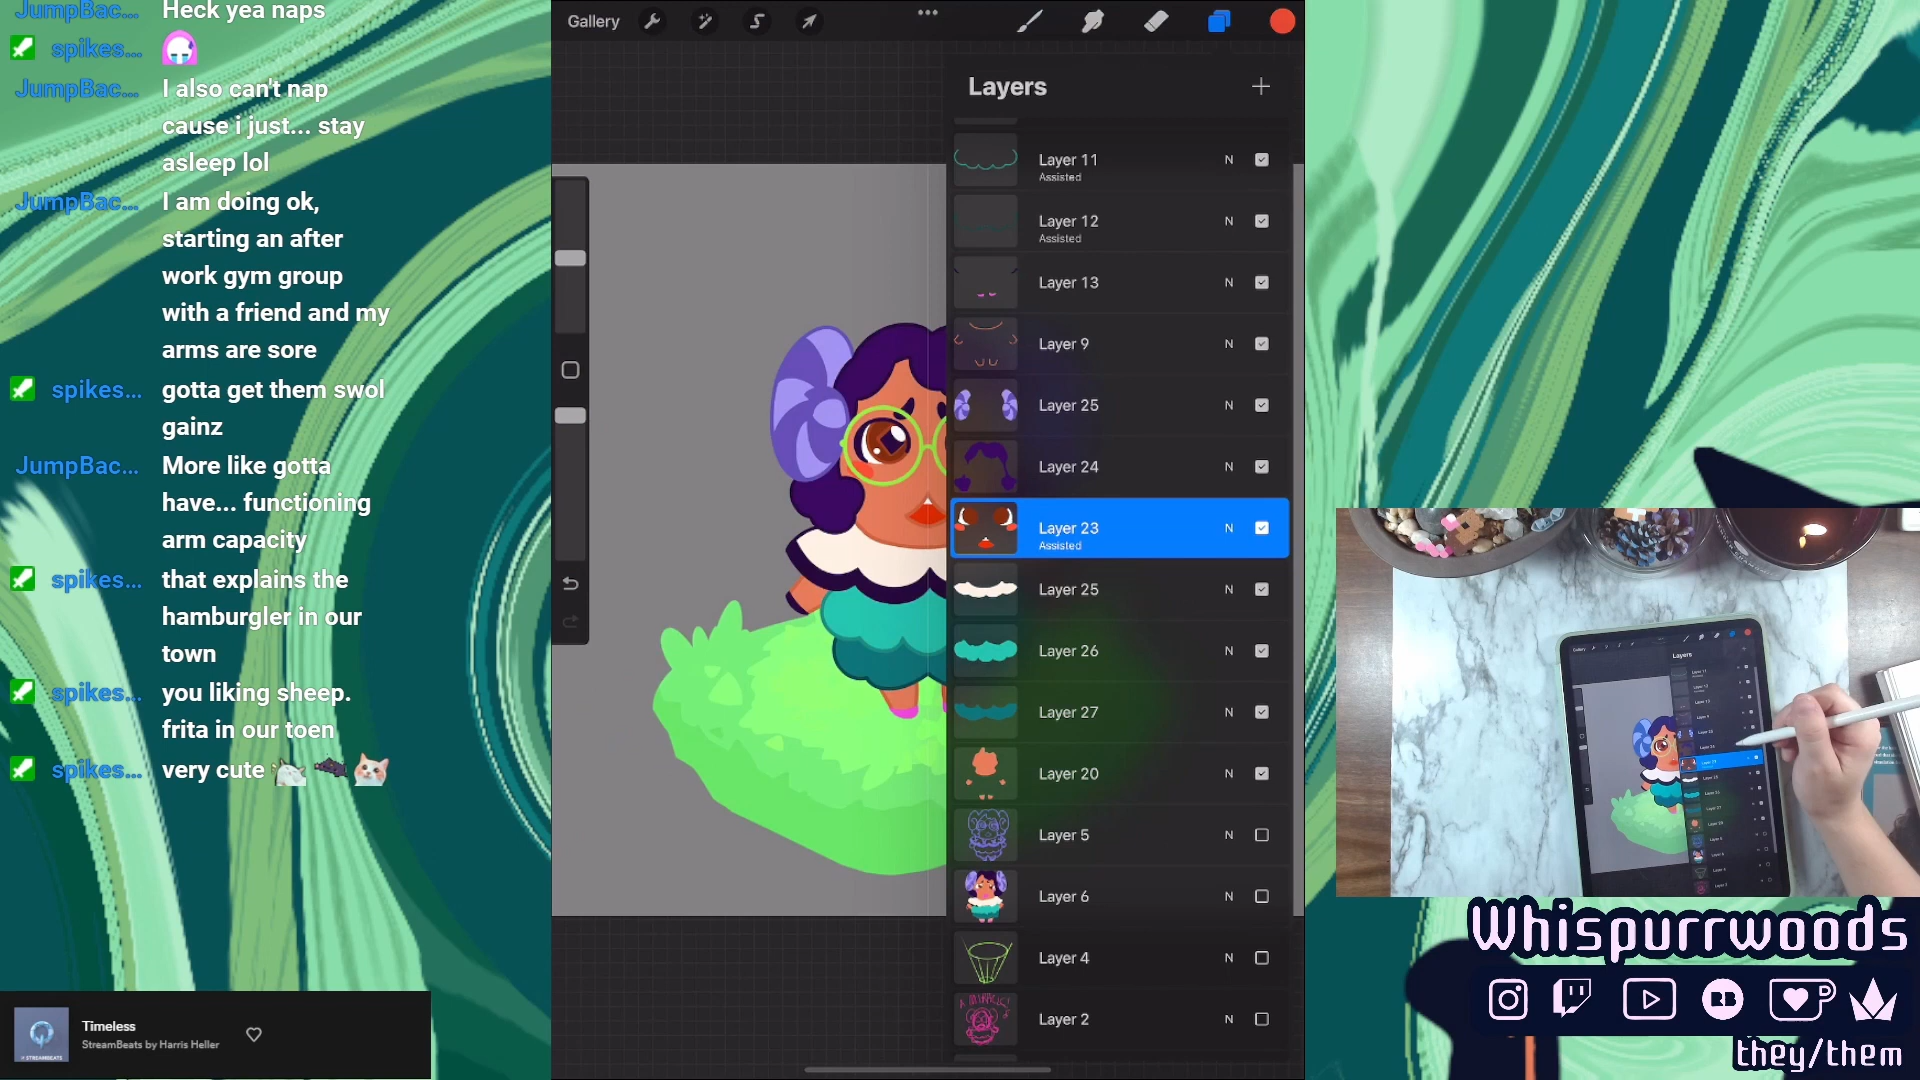 JumpBac... Heck yea naps
spikes...
JumpBac... I also can't nap
cause i just... stay
asleep lol
JumpBac... I am doing ok,
starting an after
work gym group
with a friend and my
arms are sore
spikes... gotta get them swol
gainz
JumpBac... More like gotta
have... functioning
arm capacity
spikes... that explains the
hamburgler in our
town
spikes... you liking sheep.
frita in our toen
spikes... very cute
Timeless
StreamBeats by Harris Heller
Gallery
Layers
Layer 11 N
Assisted
Layer 12 N
Assisted
Layer 13 N
Layer 9 N
Layer 25 N
Layer 24 N
Layer 23 N
Assisted
Layer 25 N
Layer 26 N
Layer 27 N
Layer 20 N
Layer 5 N
Layer 6 N
Layer 4 N
Layer 2 N
Layers
Whispurrwoods
they/them